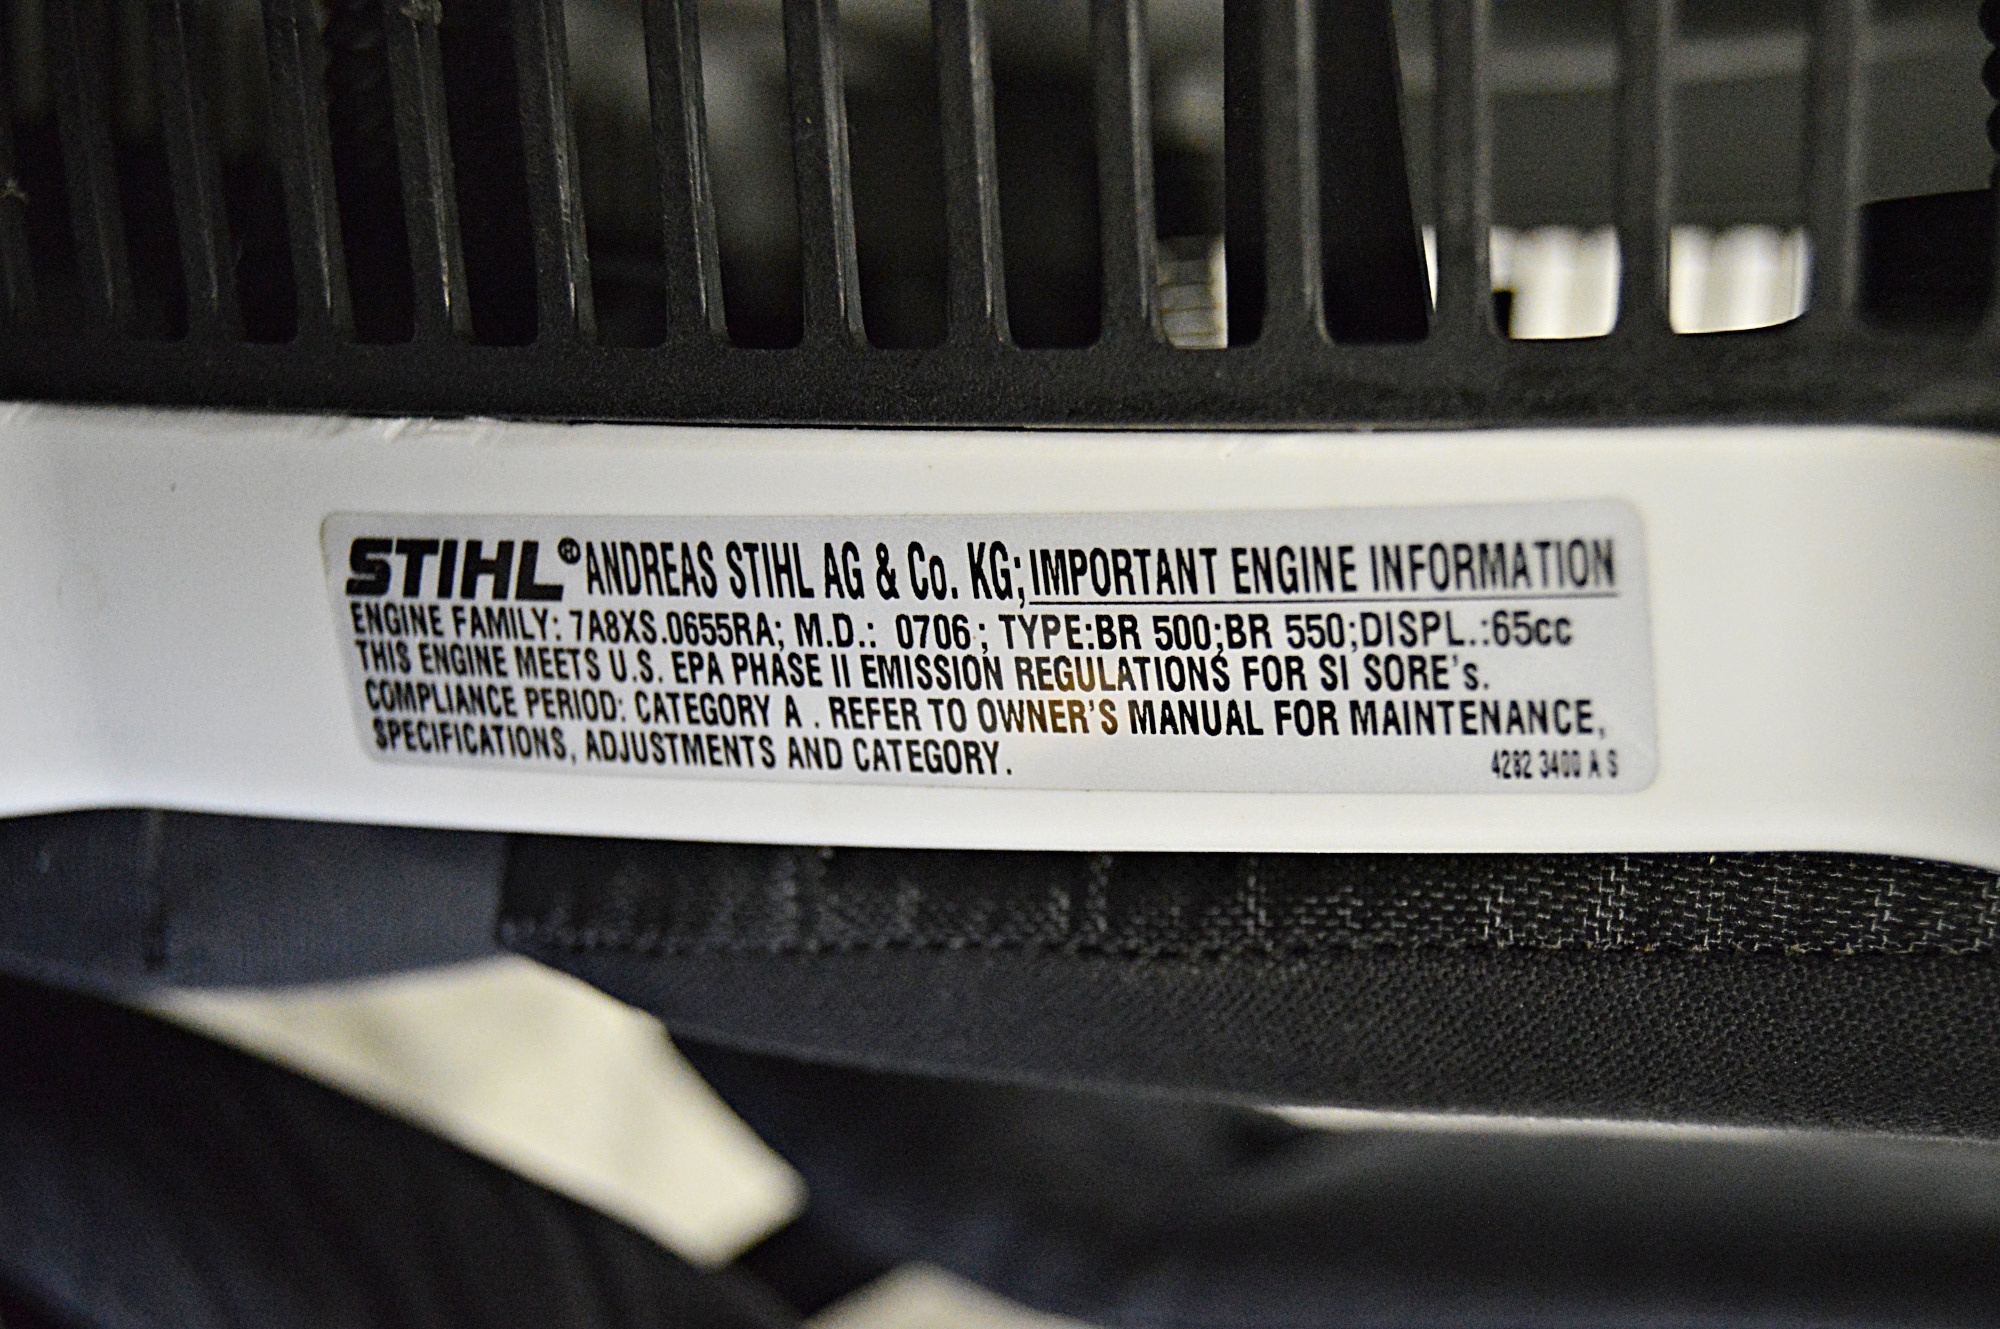 STIHL® ANDREAS STIHL AG & Co. KG; IMPORTANT ENGINE INFORMATION
ENGINE FAMILY: 7A8XS.0655RA; M.D.: 0706; TYPE:BR 500;BR 550;DISPL.:65cc
THIS ENGINE MEETS U.S. EPA PHASE II EMISSION REGULATIONS FOR SI SORE's.
COMPLIANCE PERIOD: CATEGORY A . REFER TO OWNER'S MANUAL FOR MAINTENANCE,
SPECIFICATIONS, ADJUSTMENTS AND CATEGORY.
4282 3400 A S